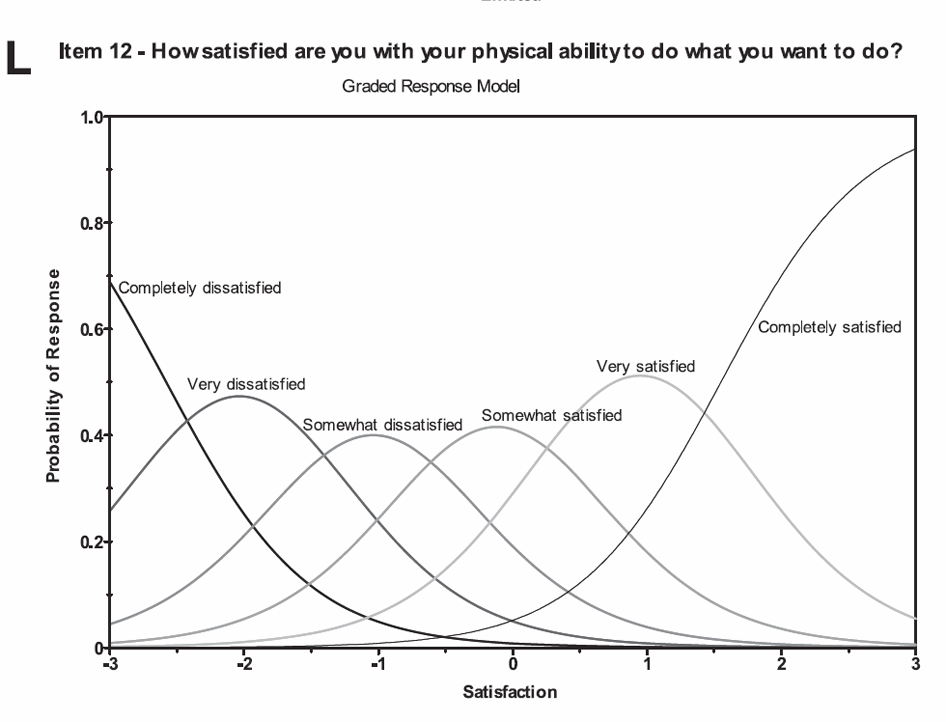 L
Item 12 - How satisfied are you with your physical ability to do what you want to do?
Graded Response Model
1.0
0.8
Completely dissatisfied
0.6
Completely satisfied
Very satisfied
Very dissatisfied
Somewhat satisfied
Somewhat dissatisfied
0.4
0.2
0
Probability of Response
-3
-2
-1
0
1
2
3
Satisfaction